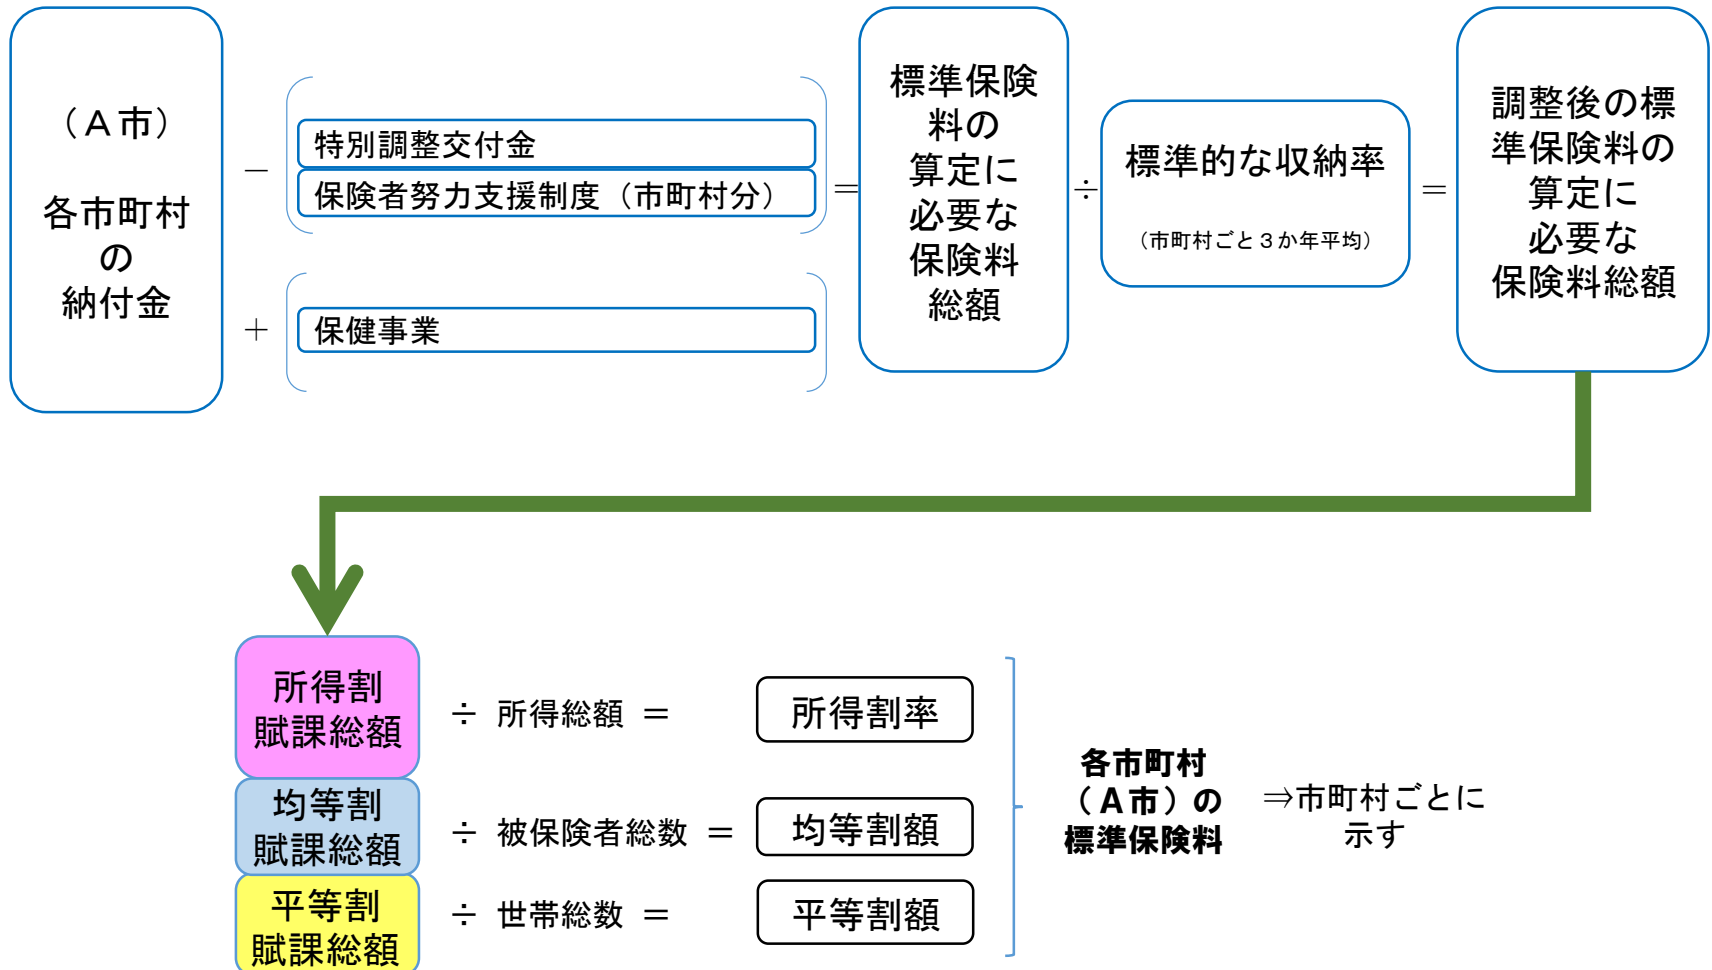 （Ａ市）
各市町村
の
納付金
－
特別調整交付金
保険者努力支援制度（市町村分）
＋
保健事業
＝
標準保険
料の
算定に
必要な
保険料
総額
÷
標準的な収納率
（市町村ごと３か年平均）
＝
調整後の標
準保険料の
算定に
必要な
保険料総額
所得割
賦課総額
÷ 所得総額 ＝
所得割率
均等割
賦課総額
÷ 被保険者総数 ＝
均等割額
平等割
賦課総額
÷ 世帯総数 ＝
平等割額
各市町村
（Ａ市）の
標準保険料
⇒市町村ごとに
示す